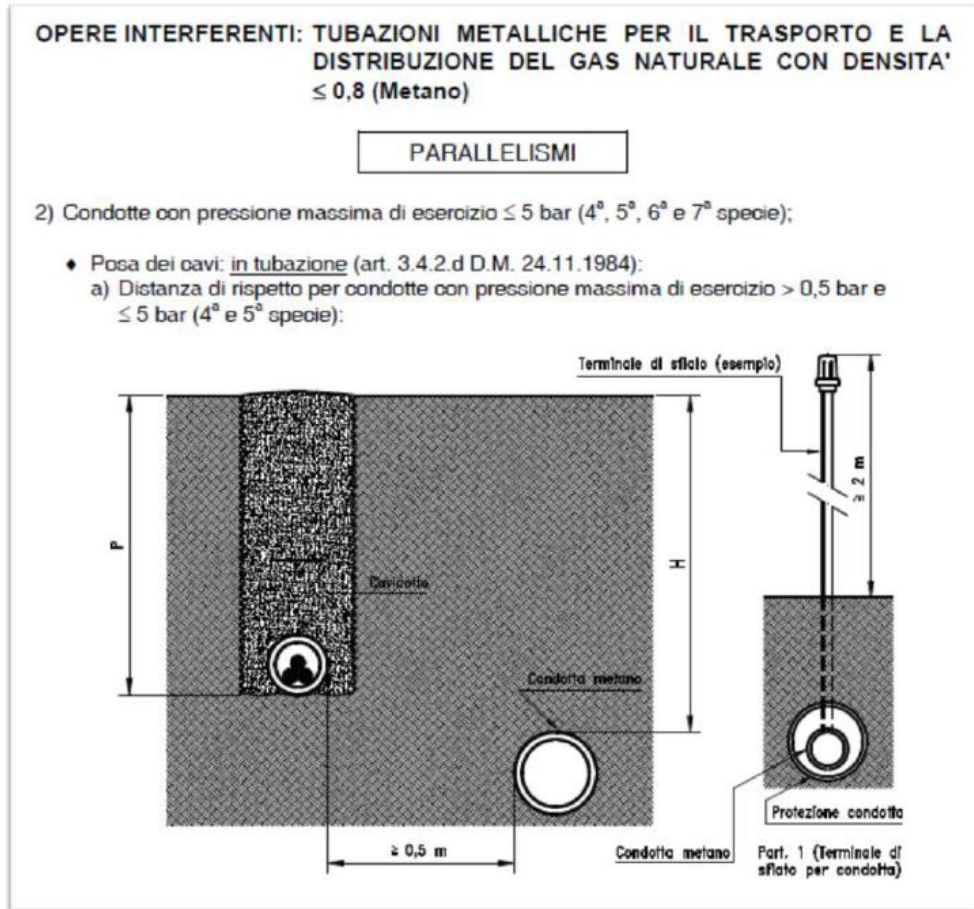 OPERE INTERFERENTI: TUBAZIONI METALLICHE PER IL TRASPORTO E LA
DISTRIBUZIONE DEL GAS NATURALE CON DENSITA'
≤ 0,8 (Metano)
PARALLELISMI
2) Condotte con pressione massima di esercizio ≤ 5 bar (4ª, 5ª, 6ª e 7ª specie);
♦ Posa dei cavi: in tubazione (art. 3.4.2.d D.M. 24.11.1984):
a) Distanza di rispetto per condotte con pressione massima di esercizio > 0,5 bar e
≤ 5 bar (4ª e 5ª specie):
Terminale di sfiato (esempio)
≥ 2 m
P
H
Cavidotto
Condotta metano
Protezione condotta
≥ 0,5 m
Condotta metano
Part. 1 (Terminale di
sfiato per condotta)